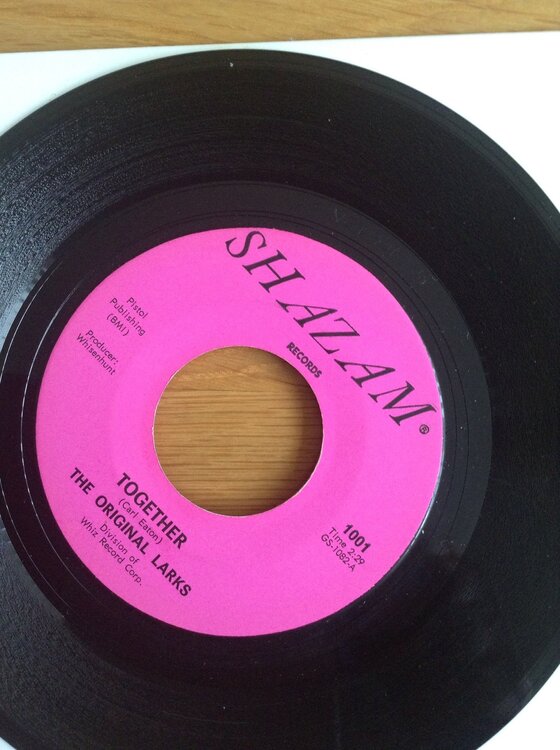 SHAZAM®
RECORDS
Pistol
Publishing
(BMI)
Producer:
Whisenhunt
1001
Time 2:29
GS-1082-A
TOGETHER
(Carl Eaton)
THE ORIGINAL LARKS
Division of
Whiz Record Corp.